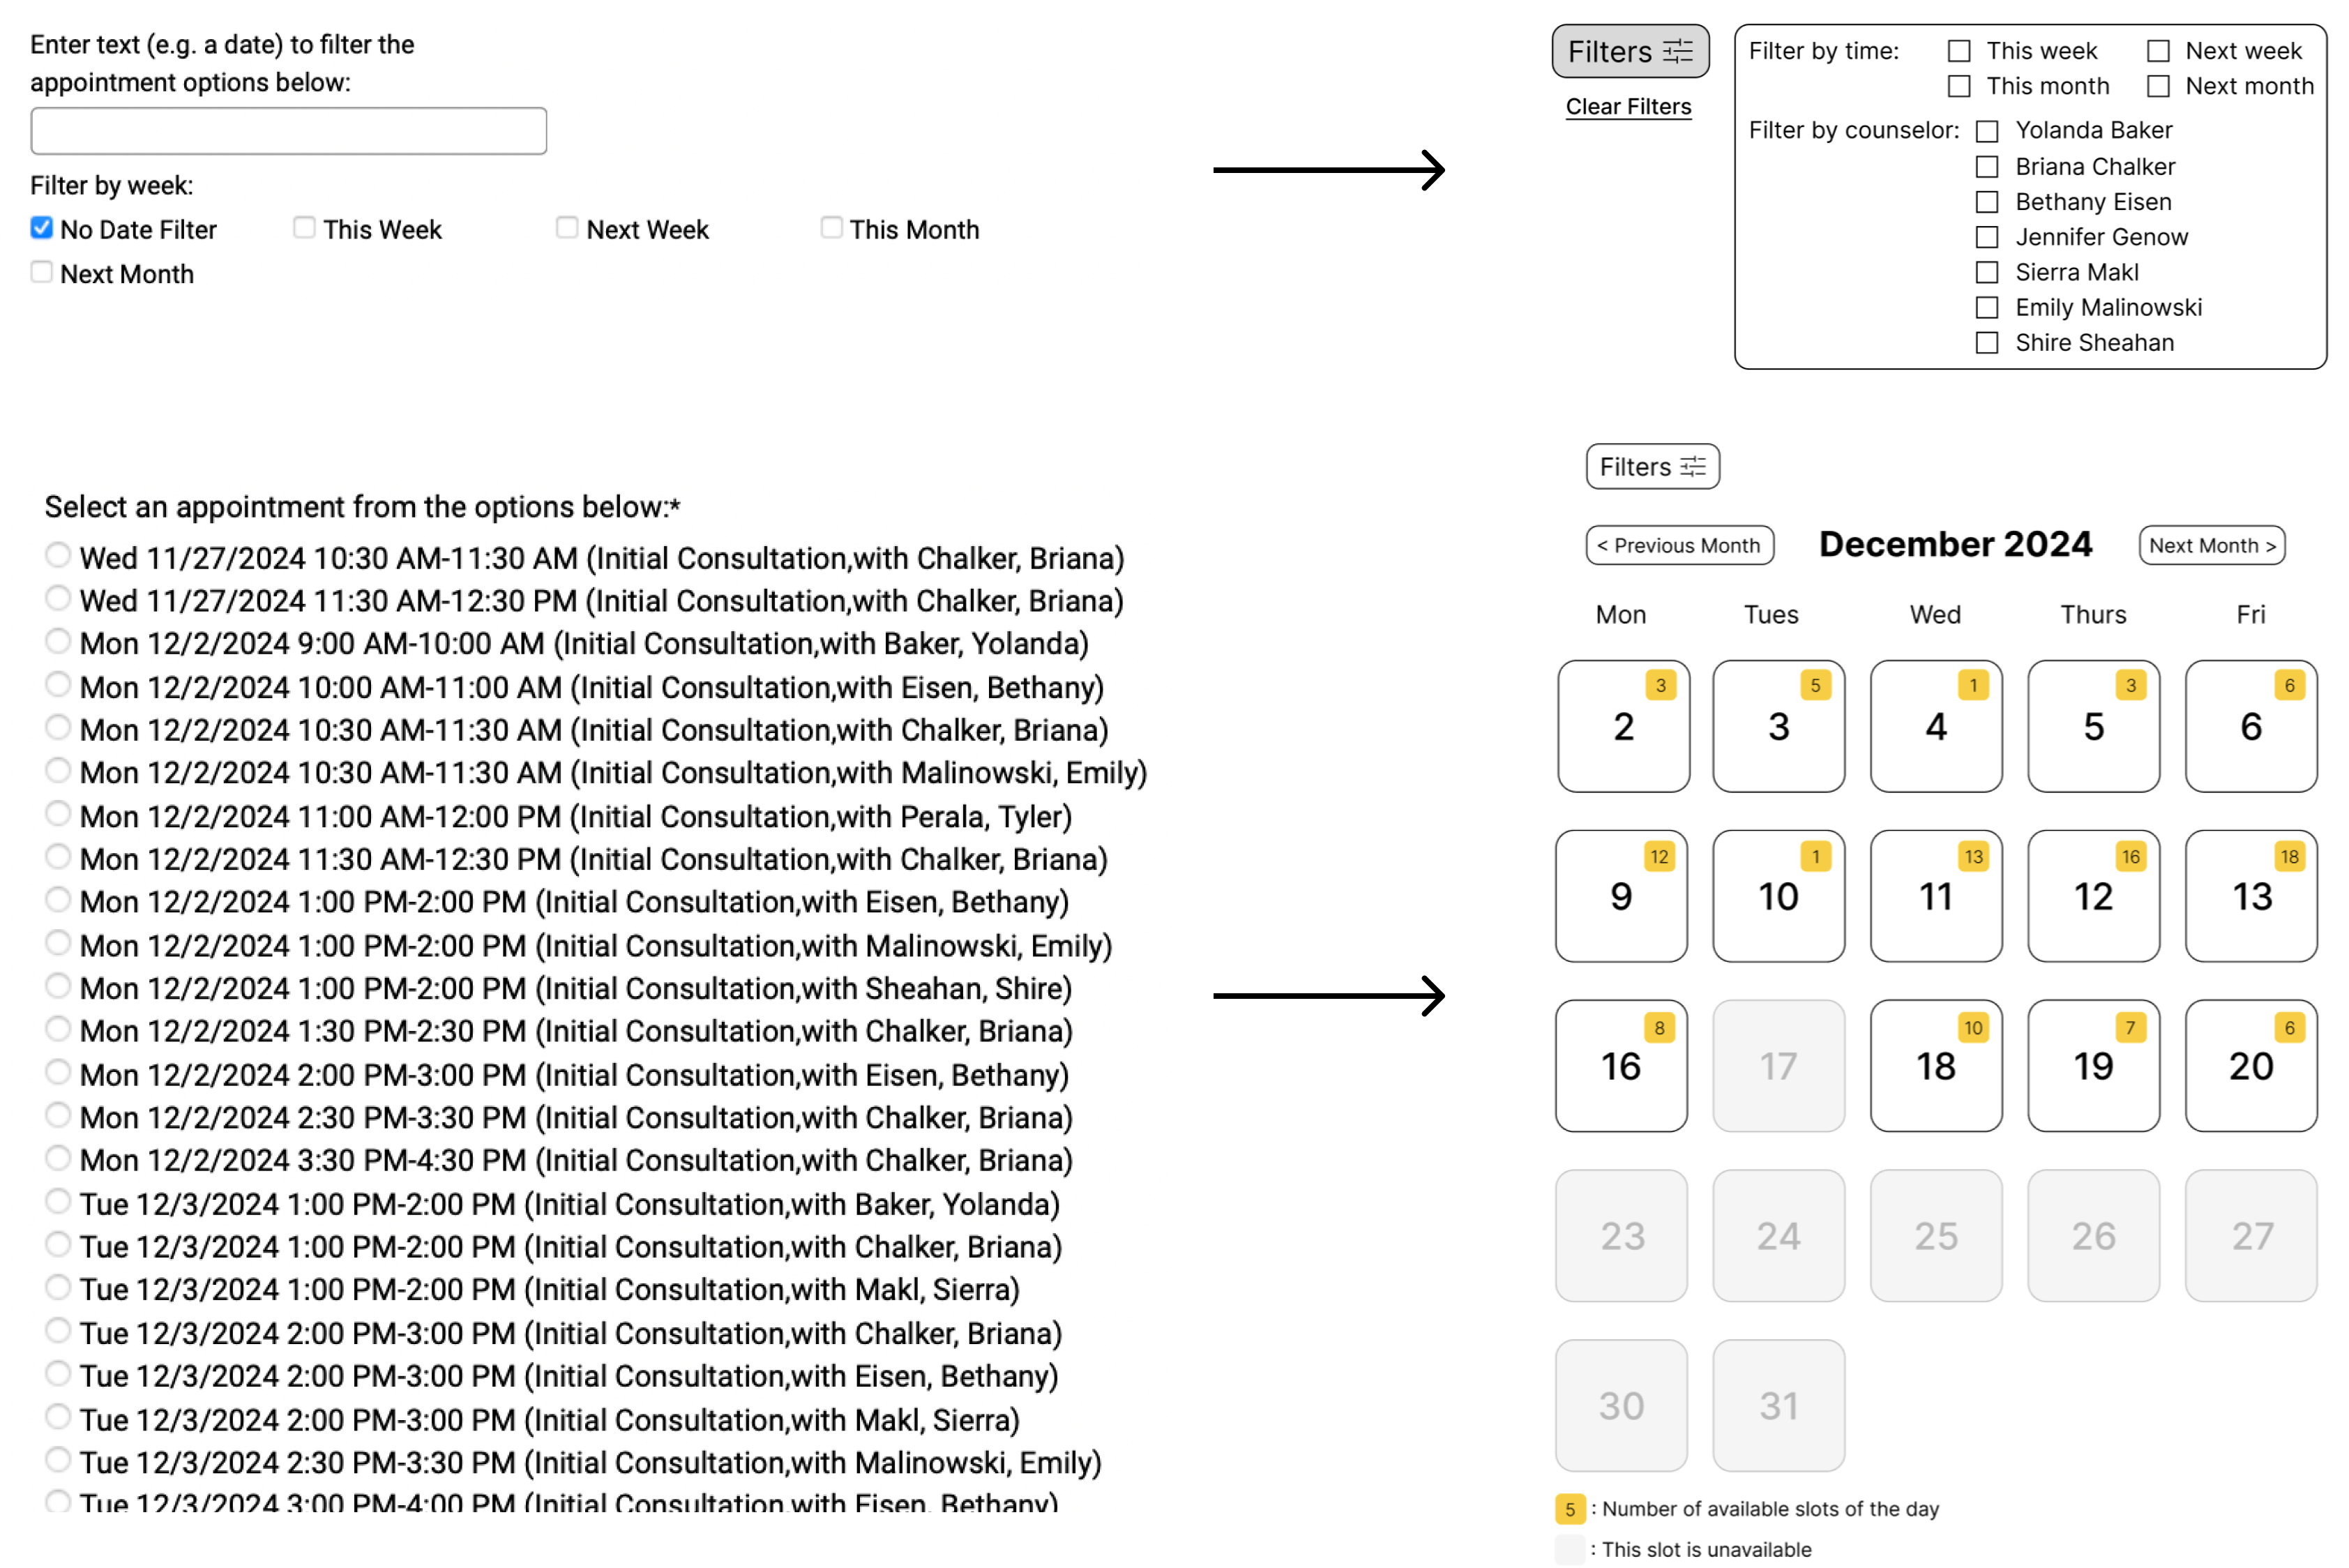 Enter text (e.g. a date) to filter the
appointment options below:
Filter by week:
No Date Filter This Week Next Week This Month
Next Month
Filters
Clear Filters
Filter by time: This week Next week
This month Next month
Filter by counselor: Yolanda Baker
Briana Chalker
Bethany Eisen
Jennifer Genow
Sierra Makl
Emily Malinowski
Shire Sheahan
Select an appointment from the options below:*
Wed 11/27/2024 10:30 AM-11:30 AM (Initial Consultation,with Chalker, Briana)
Wed 11/27/2024 11:30 AM-12:30 PM (Initial Consultation,with Chalker, Briana)
Mon 12/2/2024 9:00 AM-10:00 AM (Initial Consultation,with Baker, Yolanda)
Mon 12/2/2024 10:00 AM-11:00 AM (Initial Consultation,with Eisen, Bethany)
Mon 12/2/2024 10:30 AM-11:30 AM (Initial Consultation,with Chalker, Briana)
Mon 12/2/2024 10:30 AM-11:30 AM (Initial Consultation,with Malinowski, Emily)
Mon 12/2/2024 11:00 AM-12:00 PM (Initial Consultation,with Perala, Tyler)
Mon 12/2/2024 11:30 AM-12:30 PM (Initial Consultation,with Chalker, Briana)
Mon 12/2/2024 1:00 PM-2:00 PM (Initial Consultation,with Eisen, Bethany)
Mon 12/2/2024 1:00 PM-2:00 PM (Initial Consultation,with Malinowski, Emily)
Mon 12/2/2024 1:00 PM-2:00 PM (Initial Consultation,with Sheahan, Shire)
Mon 12/2/2024 1:30 PM-2:30 PM (Initial Consultation,with Chalker, Briana)
Mon 12/2/2024 2:00 PM-3:00 PM (Initial Consultation,with Eisen, Bethany)
Mon 12/2/2024 2:30 PM-3:30 PM (Initial Consultation,with Chalker, Briana)
Mon 12/2/2024 3:30 PM-4:30 PM (Initial Consultation,with Chalker, Briana)
Tue 12/3/2024 1:00 PM-2:00 PM (Initial Consultation,with Baker, Yolanda)
Tue 12/3/2024 1:00 PM-2:00 PM (Initial Consultation,with Chalker, Briana)
Tue 12/3/2024 1:00 PM-2:00 PM (Initial Consultation,with Makl, Sierra)
Tue 12/3/2024 2:00 PM-3:00 PM (Initial Consultation,with Chalker, Briana)
Tue 12/3/2024 2:00 PM-3:00 PM (Initial Consultation,with Eisen, Bethany)
Tue 12/3/2024 2:00 PM-3:00 PM (Initial Consultation,with Makl, Sierra)
Tue 12/3/2024 2:30 PM-3:30 PM (Initial Consultation,with Malinowski, Emily)
Tue 12/3/2024 3:00 PM-4:00 PM (Initial Consultation,with Eisen, Bethany)
Filters
< Previous Month December 2024 Next Month >
Mon Tues Wed Thurs Fri
3 5 1 3 6
2 3 4 5 6
12 1 13 16 18
9 10 11 12 13
8 10 7 6
16 17 18 19 20
23 24 25 26 27
30 31
5 : Number of available slots of the day
: This slot is unavailable